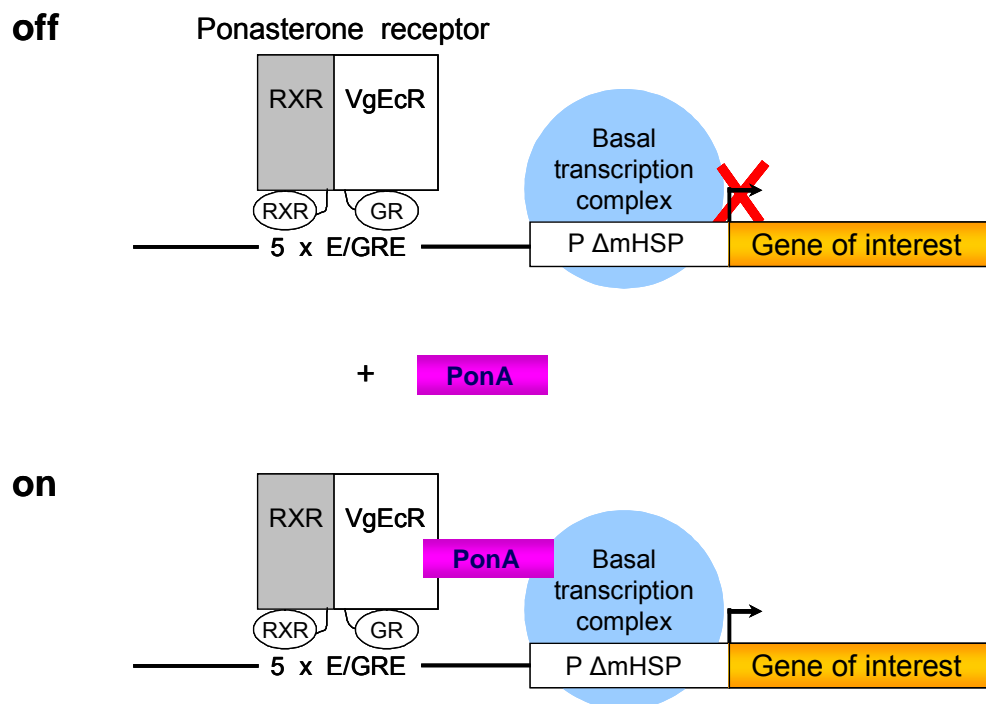 off
Ponasterone receptor
RXR VgEcR
RXR GR
5 x E/GRE
Basal
transcription
complex
P ΔmHSP
Gene of interest
+ PonA
on
RXR VgEcR
PonA
RXR GR
5 x E/GRE
Basal
transcription
complex
P ΔmHSP
Gene of interest